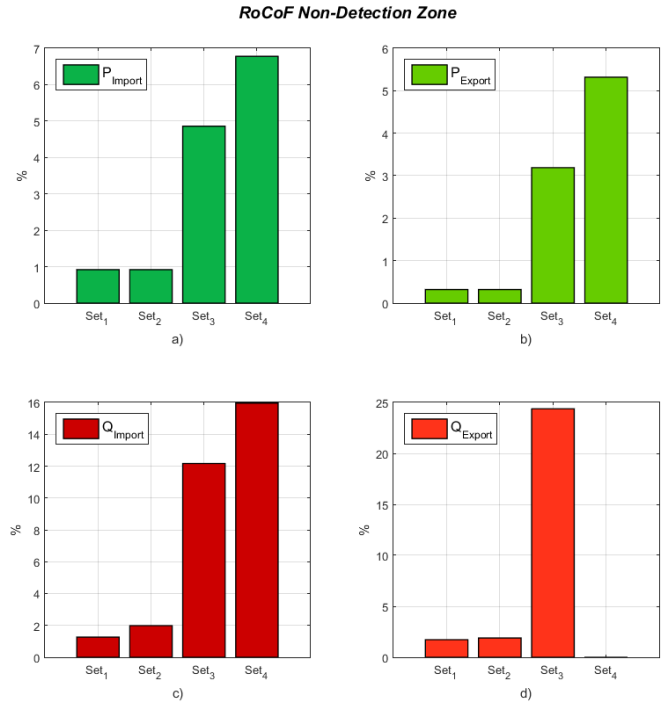 RoCoF Non-Detection Zone
7
6
5
4
3
2
1
0
%
P_Import
Set_1 Set_2 Set_3 Set_4
a)
6
5
4
3
2
1
0
%
P_Export
Set_1 Set_2 Set_3 Set_4
b)
16
14
12
10
8
6
4
2
0
%
Q_Import
Set_1 Set_2 Set_3 Set_4
c)
25
20
15
10
5
0
%
Q_Export
Set_1 Set_2 Set_3 Set_4
d)